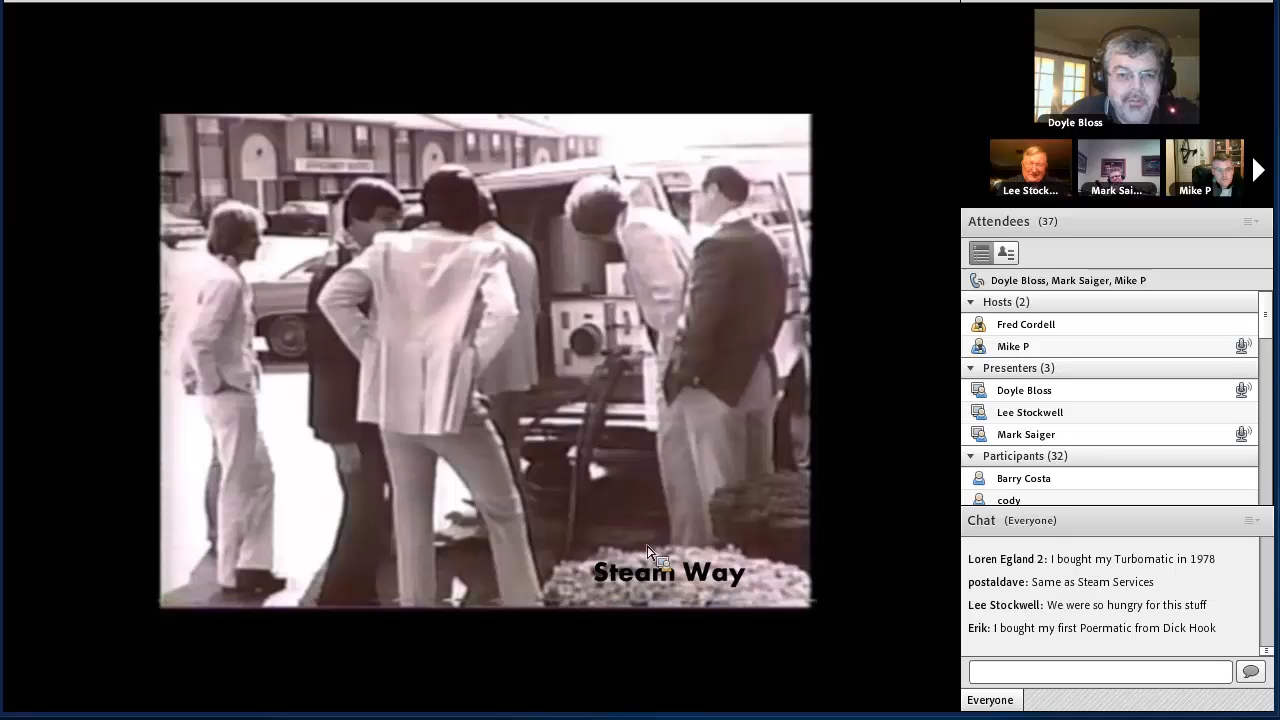 Steam Way
Doyle Bloss
Lee Stock...
Mark Sai...
Mike P
Attendees (37)
Doyle Bloss, Mark Saiger, Mike P
Hosts (2)
Fred Cordell
Mike P
Presenters (3)
Doyle Bloss
Lee Stockwell
Mark Saiger
Participants (32)
Barry Costa
cody
Chat (Everyone)
Loren Egland 2: I bought my Turbomatic in 1978
postaldave: Same as Steam Services
Lee Stockwell: We were so hungry for this stuff
Erik: I bought my first Poermatic from Dick Hook
Everyone